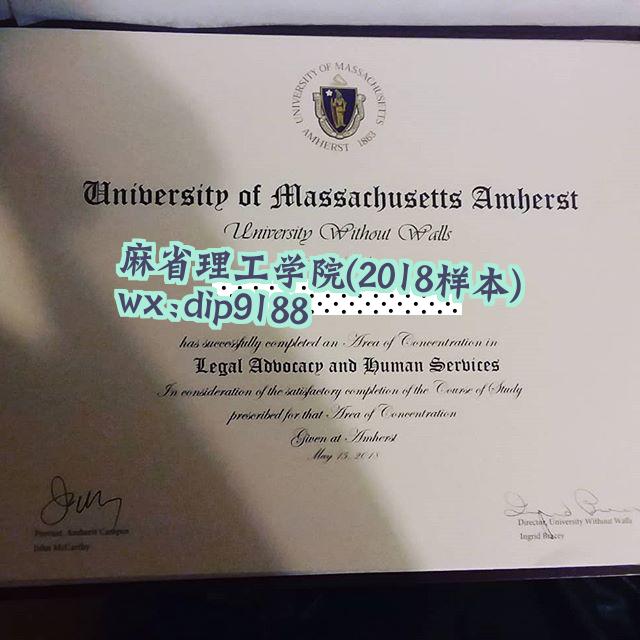 UNIVERSITY OF MASSACHUSETTS
AMHERST 1863
University of Massachusetts Amherst
University Without Walls
麻省理工学院(2018样本)
wx:dip9188
has successfully completed an Area of Concentration in
Legal Advocacy and Human Services
In consideration of the satisfactory completion of the Course of Study
prescribed for that Area of Concentration
Given at Amherst
May 15, 2018
Provost, Amherst Campus
John McCarthy
Director, University Without Walls
Ingrid Bracey